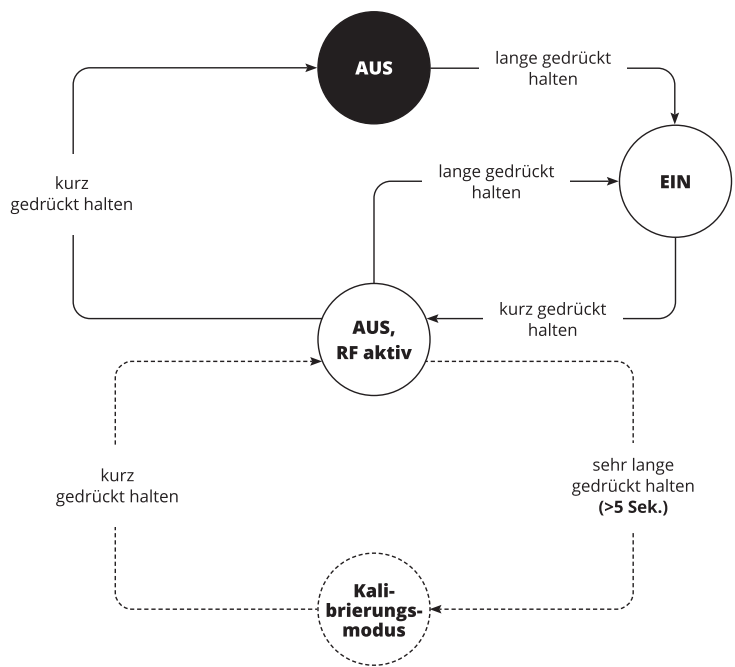 AUS
lange gedrückt
halten
kurz
gedrückt halten
lange gedrückt
halten
EIN
kurz gedrückt
halten
AUS,
RF aktiv
kurz
gedrückt halten
sehr lange
gedrückt halten
(>5 Sek.)
Kali-
brierungs-
modus